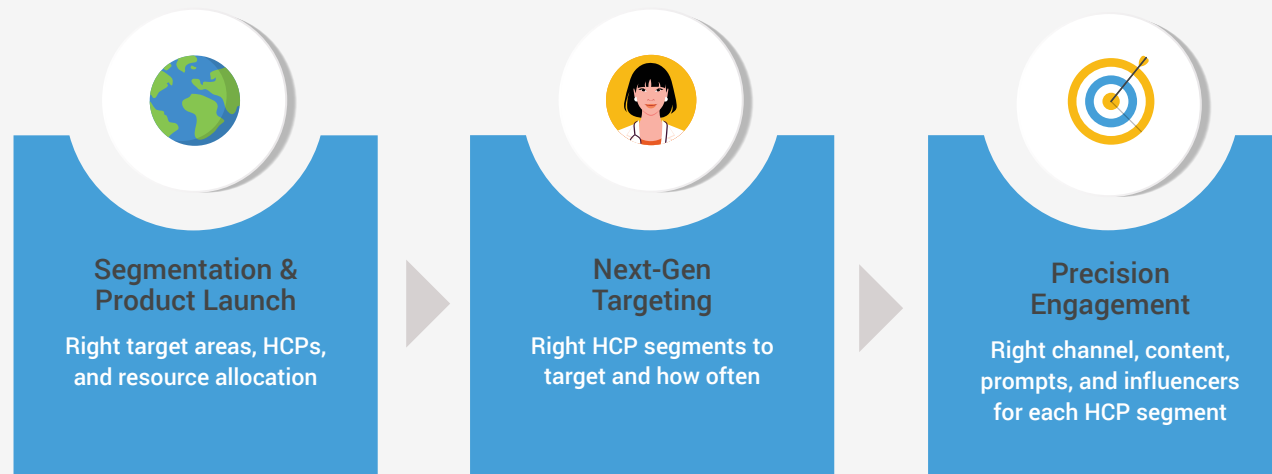 Segmentation &
Product Launch
Right target areas, HCPs,
and resource allocation
Next-Gen
Targeting
Right HCP segments to
target and how often
Precision
Engagement
Right channel, content,
prompts, and influencers
for each HCP segment